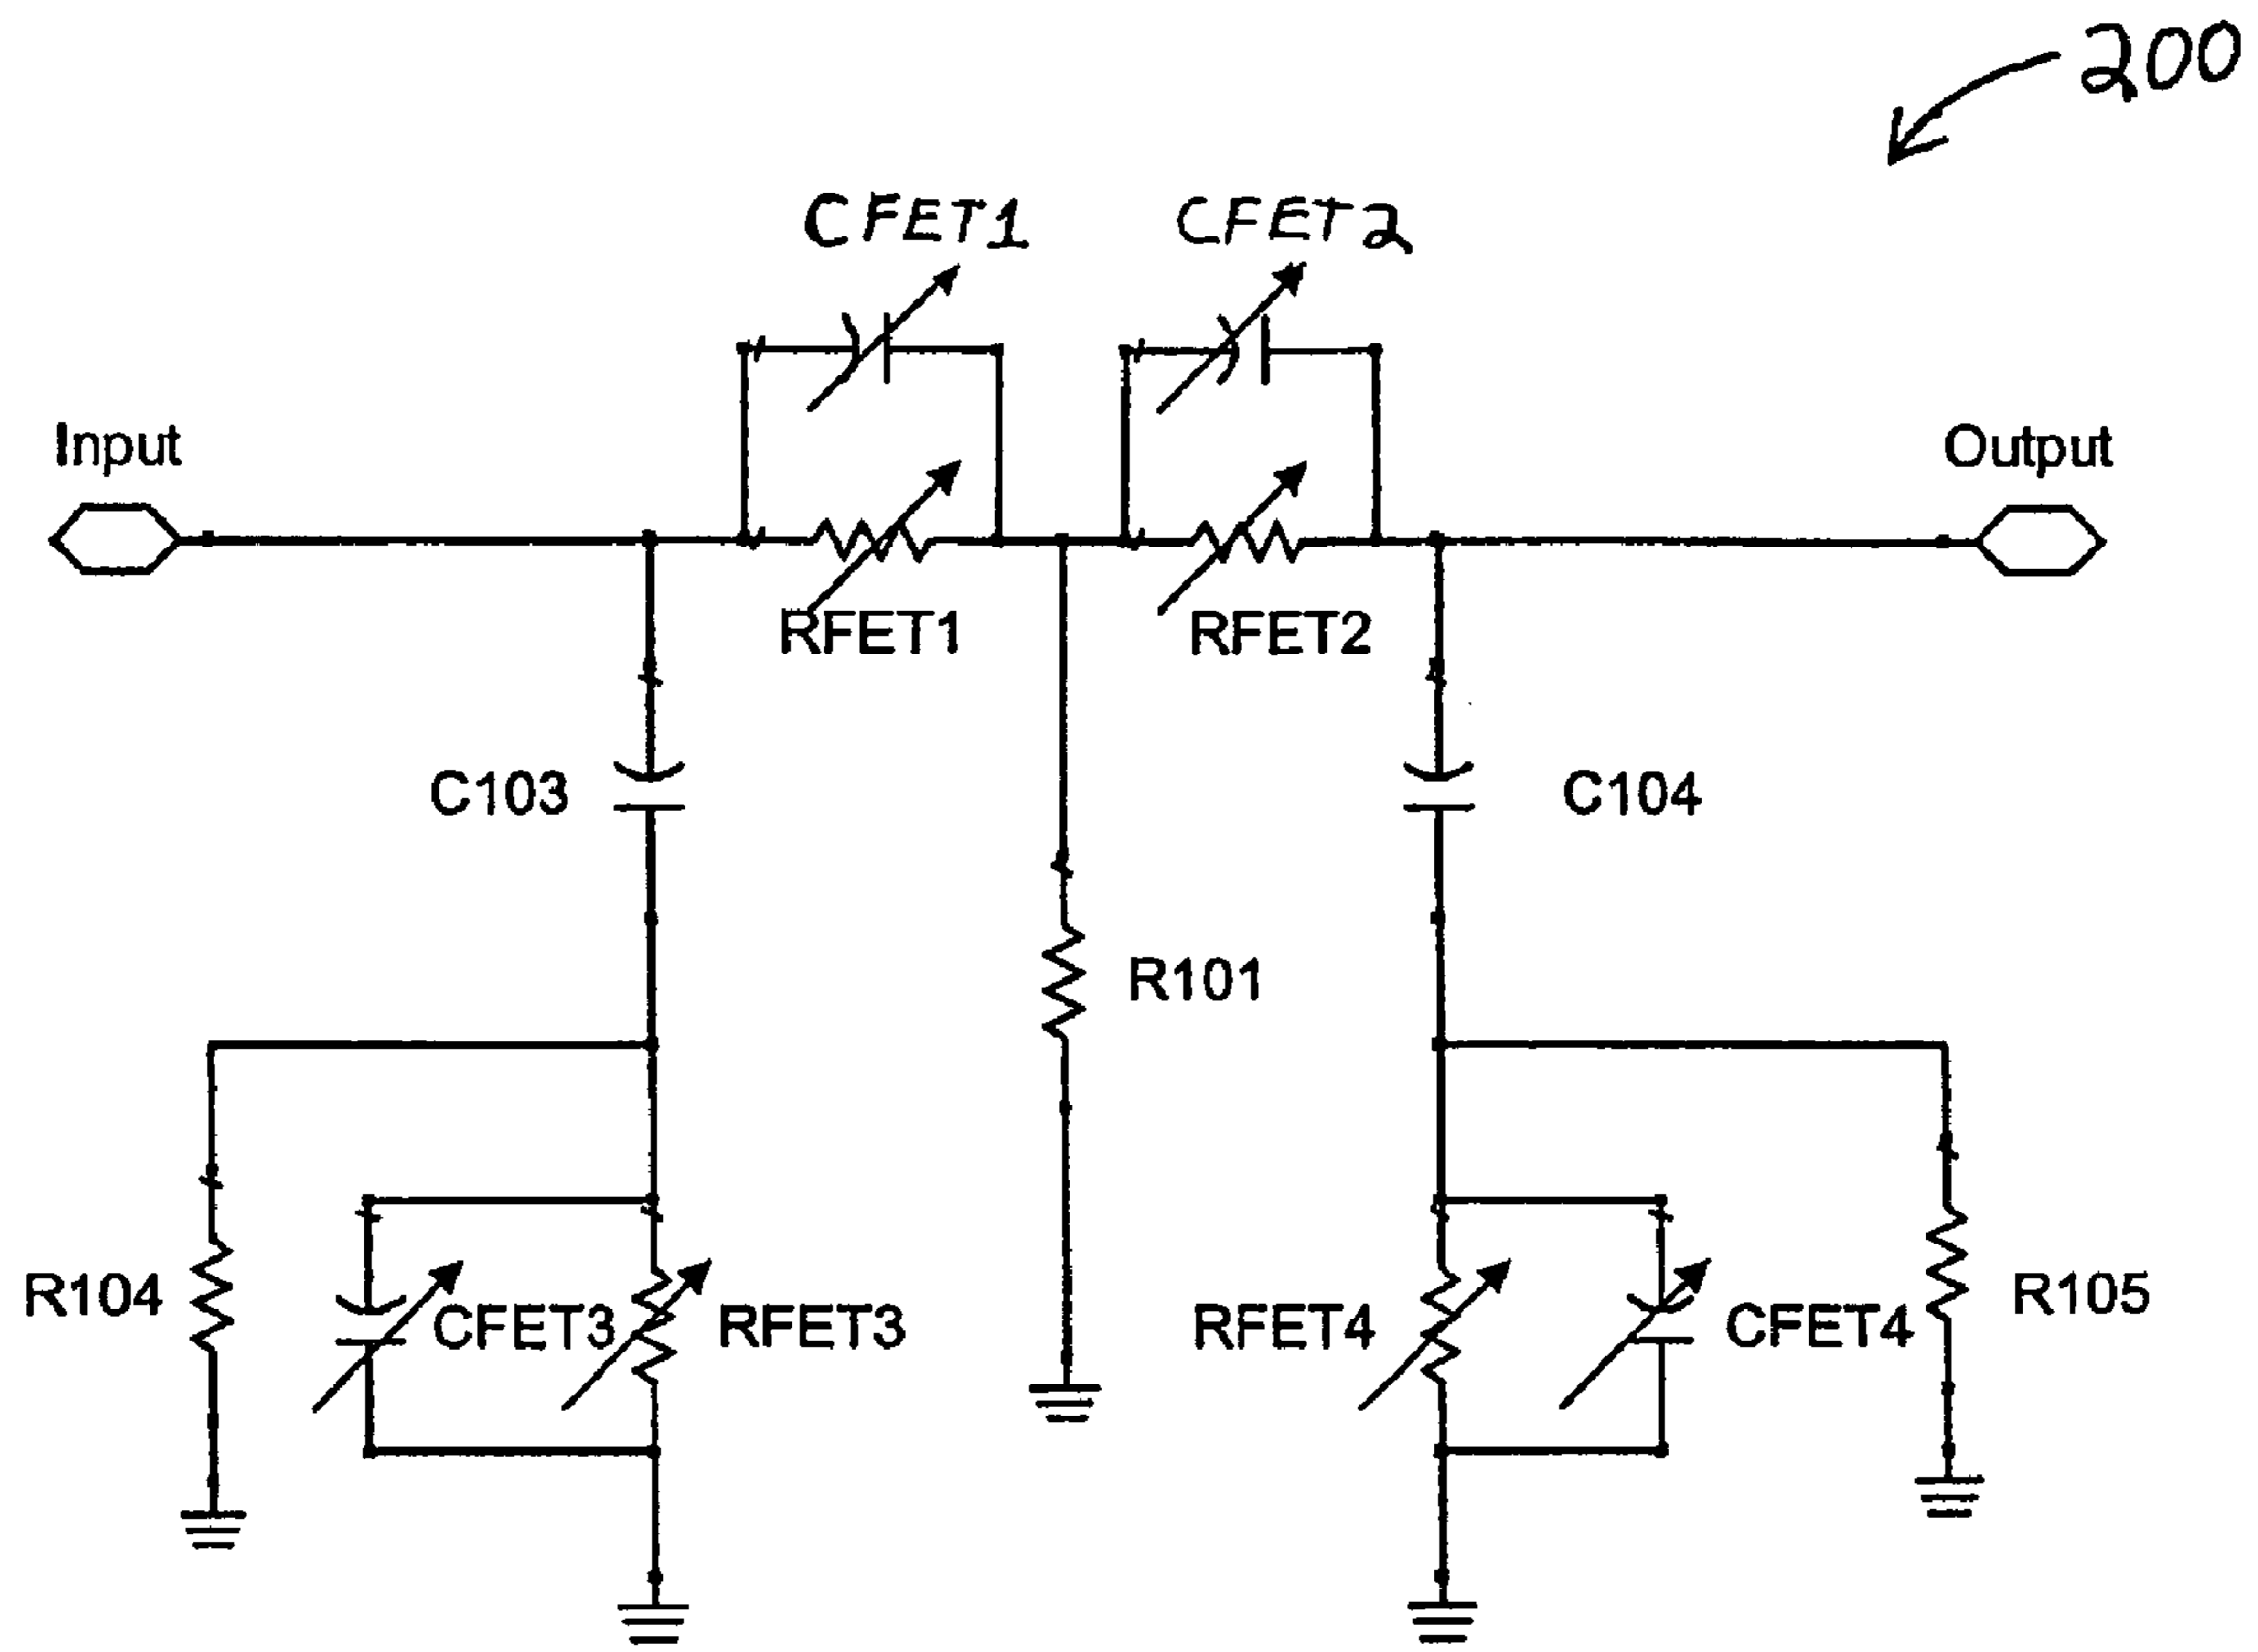 200
CFET1
CFET2
Input
Output
RFET1
RFET2
C103
C104
R101
R104
CFET3
RFET3
RFET4
CFET4
R105